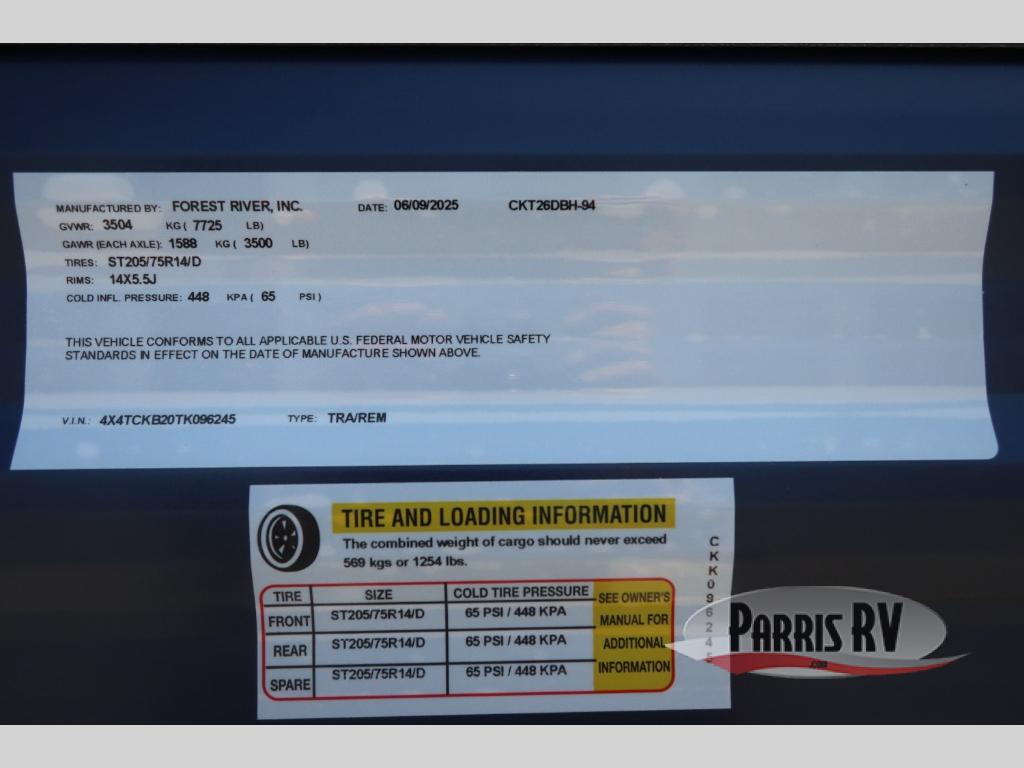 MANUFACTURED BY: FOREST RIVER, INC. DATE: 06/09/2025 CKT26DBH-94
GVWR: 3504 KG ( 7725 LB)
GAWR (EACH AXLE): 1588 KG ( 3500 LB)
TIRES: ST205/75R14/D
RIMS: 14X5.5J
COLD INFL. PRESSURE: 448 KPA ( 65 PSI )
THIS VEHICLE CONFORMS TO ALL APPLICABLE U.S. FEDERAL MOTOR VEHICLE SAFETY
STANDARDS IN EFFECT ON THE DATE OF MANUFACTURE SHOWN ABOVE.
V.I.N.: 4X4TCKB20TK096245 TYPE: TRA/REM
TIRE AND LOADING INFORMATION
The combined weight of cargo should never exceed
569 kgs or 1254 lbs.
TIRE SIZE COLD TIRE PRESSURE
FRONT ST205/75R14/D 65 PSI / 448 KPA
REAR ST205/75R14/D 65 PSI / 448 KPA
SPARE ST205/75R14/D 65 PSI / 448 KPA
SEE OWNER'S
MANUAL FOR
ADDITIONAL
INFORMATION
CKK096245
PARRIS RV
.com